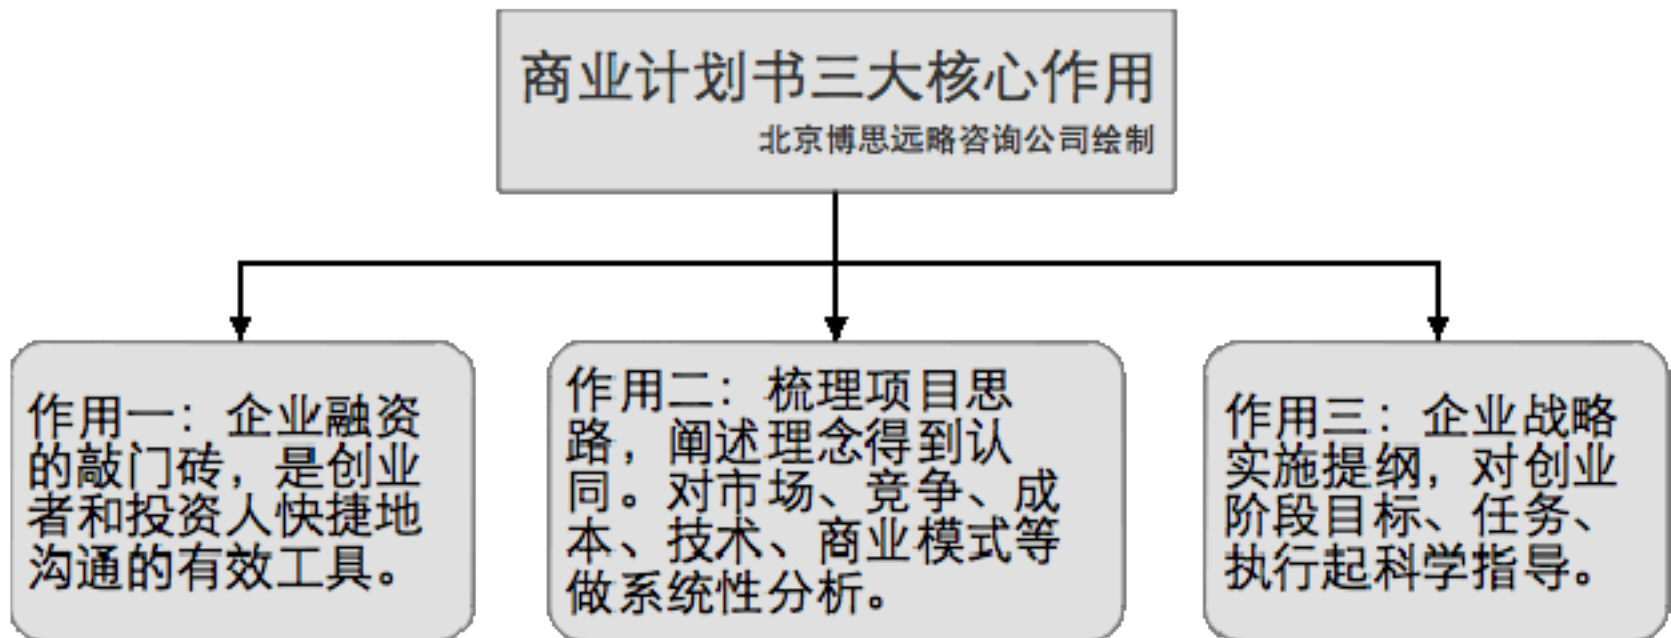 商业计划书三大核心作用
北京博思远略咨询公司绘制
作用一：企业融资
的敲门砖，是创业
者和投资人快捷地
沟通的有效工具。
作用二：梳理项目思
路，阐述理念得到认
同。对市场、竞争、成
本、技术、商业模式等
做系统性分析。
作用三：企业战略
实施提纲，对创业
阶段目标、任务、
执行起科学指导。